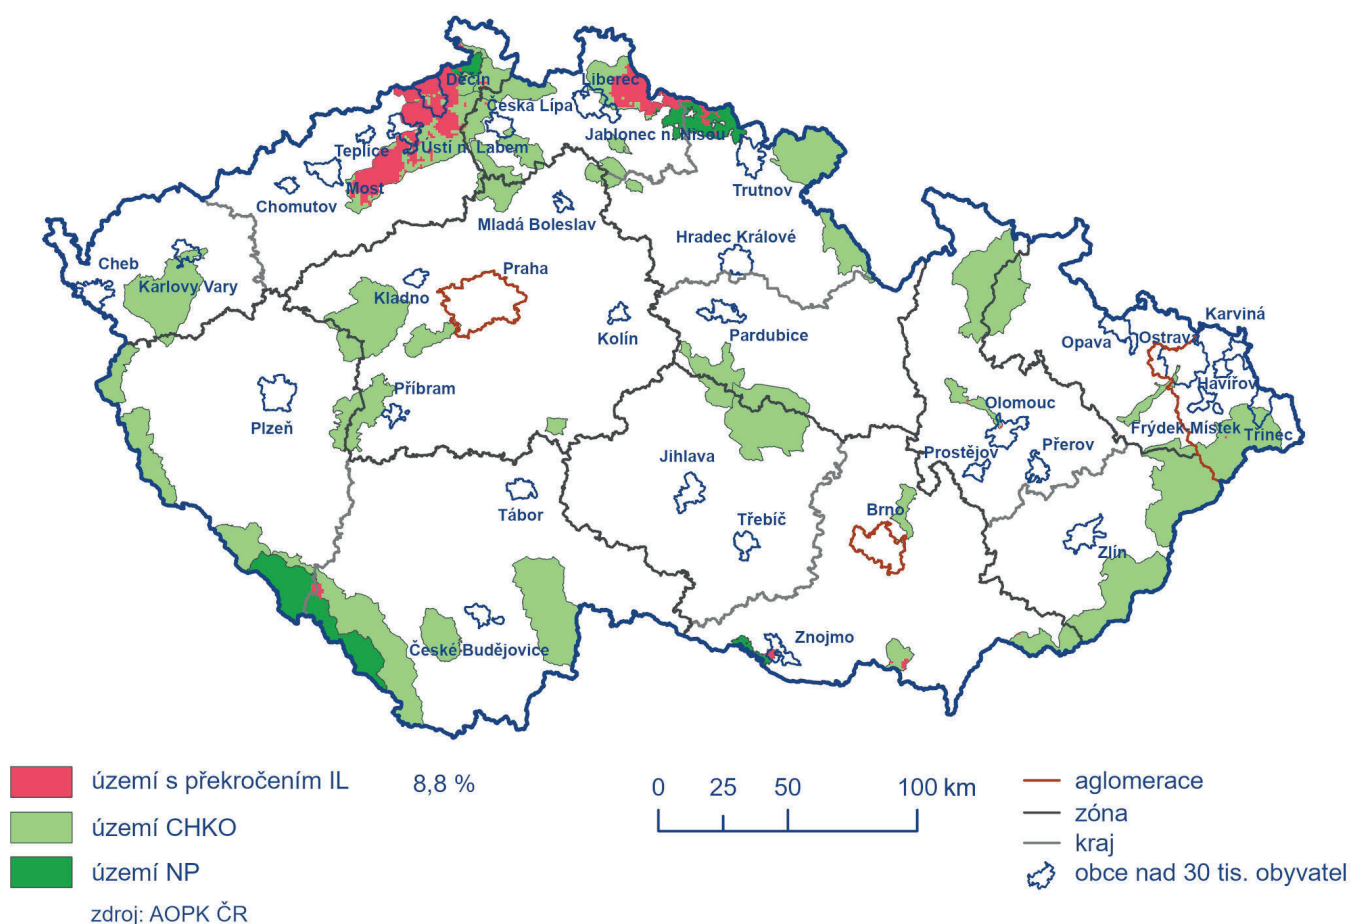 Děčín
Liberec
Česká Lípa
Jablonec n. Nisou
Teplice
Ústí n. Labem
Most
Trutnov
Chomutov
Mladá Boleslav
Hradec Králové
Cheb
Karlovy Vary
Praha
Kladno
Kolín
Pardubice
Karviná
Opava
Ostrava
Havířov
Příbram
Plzeň
Olomouc
Frýdek-Místek
Třinec
Jihlava
Prostějov
Přerov
Tábor
Třebíč
Brno
Zlín
České Budějovice
Znojmo
území s překročením IL 8,8 %
území CHKO
území NP
zdroj: AOPK ČR
0 25 50 100 km
aglomerace
zóna
kraj
obce nad 30 tis. obyvatel